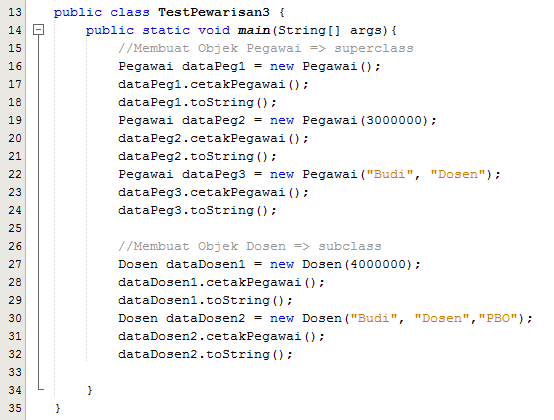 13 public class TestPewarisan3 {
14 public static void main(String[] args){
15 //Membuat Objek Pegawai => superclass
16 Pegawai dataPeg1 = new Pegawai();
17 dataPeg1.cetakPegawai();
18 dataPeg1.toString();
19 Pegawai dataPeg2 = new Pegawai(3000000);
20 dataPeg2.cetakPegawai();
21 dataPeg2.toString();
22 Pegawai dataPeg3 = new Pegawai("Budi", "Dosen");
23 dataPeg3.cetakPegawai();
24 dataPeg3.toString();
25
26 //Membuat Objek Dosen => subclass
27 Dosen dataDosen1 = new Dosen(4000000);
28 dataDosen1.cetakPegawai();
29 dataDosen1.toString();
30 Dosen dataDosen2 = new Dosen("Budi", "Dosen","PBO");
31 dataDosen2.cetakPegawai();
32 dataDosen2.toString();
33
34 }
35 }